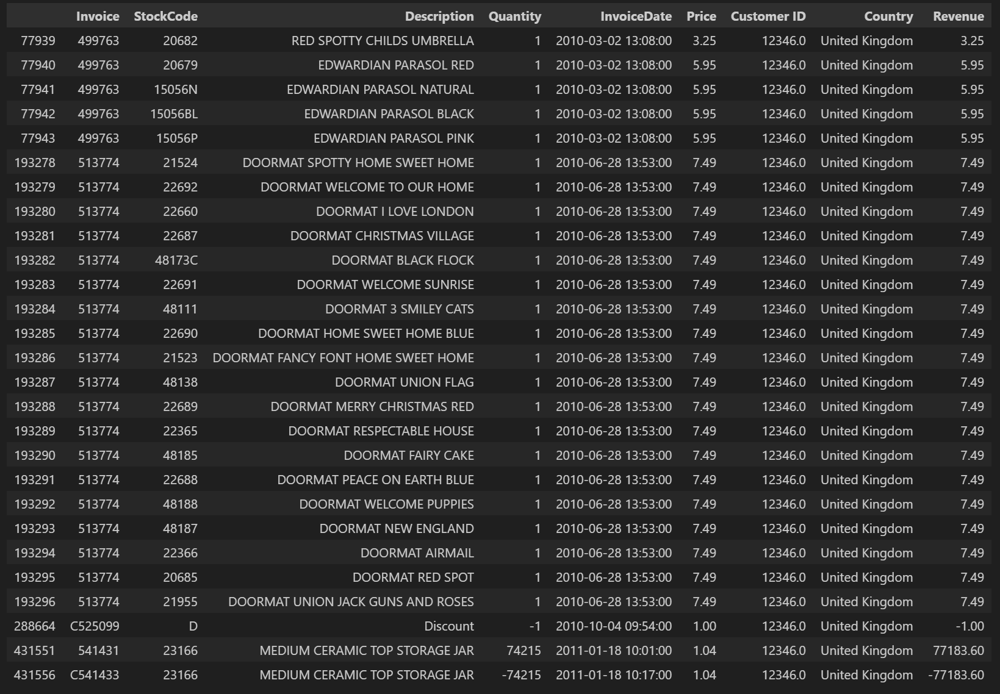 Invoice StockCode Description Quantity InvoiceDate Price Customer ID Country Revenue
77939 499763 20682 RED SPOTTY CHILDS UMBRELLA 1 2010-03-02 13:08:00 3.25 12346.0 United Kingdom 3.25
77940 499763 20679 EDWARDIAN PARASOL RED 1 2010-03-02 13:08:00 5.95 12346.0 United Kingdom 5.95
77941 499763 15056N EDWARDIAN PARASOL NATURAL 1 2010-03-02 13:08:00 5.95 12346.0 United Kingdom 5.95
77942 499763 15056BL EDWARDIAN PARASOL BLACK 1 2010-03-02 13:08:00 5.95 12346.0 United Kingdom 5.95
77943 499763 15056P EDWARDIAN PARASOL PINK 1 2010-03-02 13:08:00 5.95 12346.0 United Kingdom 5.95
193278 513774 21524 DOORMAT SPOTTY HOME SWEET HOME 1 2010-06-28 13:53:00 7.49 12346.0 United Kingdom 7.49
193279 513774 22692 DOORMAT WELCOME TO OUR HOME 1 2010-06-28 13:53:00 7.49 12346.0 United Kingdom 7.49
193280 513774 22660 DOORMAT I LOVE LONDON 1 2010-06-28 13:53:00 7.49 12346.0 United Kingdom 7.49
193281 513774 22687 DOORMAT CHRISTMAS VILLAGE 1 2010-06-28 13:53:00 7.49 12346.0 United Kingdom 7.49
193282 513774 48173C DOORMAT BLACK FLOCK 1 2010-06-28 13:53:00 7.49 12346.0 United Kingdom 7.49
193283 513774 22691 DOORMAT WELCOME SUNRISE 1 2010-06-28 13:53:00 7.49 12346.0 United Kingdom 7.49
193284 513774 48111 DOORMAT 3 SMILEY CATS 1 2010-06-28 13:53:00 7.49 12346.0 United Kingdom 7.49
193285 513774 22690 DOORMAT HOME SWEET HOME BLUE 1 2010-06-28 13:53:00 7.49 12346.0 United Kingdom 7.49
193286 513774 21523 DOORMAT FANCY FONT HOME SWEET HOME 1 2010-06-28 13:53:00 7.49 12346.0 United Kingdom 7.49
193287 513774 48138 DOORMAT UNION FLAG 1 2010-06-28 13:53:00 7.49 12346.0 United Kingdom 7.49
193288 513774 22689 DOORMAT MERRY CHRISTMAS RED 1 2010-06-28 13:53:00 7.49 12346.0 United Kingdom 7.49
193289 513774 22365 DOORMAT RESPECTABLE HOUSE 1 2010-06-28 13:53:00 7.49 12346.0 United Kingdom 7.49
193290 513774 48185 DOORMAT FAIRY CAKE 1 2010-06-28 13:53:00 7.49 12346.0 United Kingdom 7.49
193291 513774 22688 DOORMAT PEACE ON EARTH BLUE 1 2010-06-28 13:53:00 7.49 12346.0 United Kingdom 7.49
193292 513774 48188 DOORMAT WELCOME PUPPIES 1 2010-06-28 13:53:00 7.49 12346.0 United Kingdom 7.49
193293 513774 48187 DOORMAT NEW ENGLAND 1 2010-06-28 13:53:00 7.49 12346.0 United Kingdom 7.49
193294 513774 22366 DOORMAT AIRMAIL 1 2010-06-28 13:53:00 7.49 12346.0 United Kingdom 7.49
193295 513774 20685 DOORMAT RED SPOT 1 2010-06-28 13:53:00 7.49 12346.0 United Kingdom 7.49
193296 513774 21955 DOORMAT UNION JACK GUNS AND ROSES 1 2010-06-28 13:53:00 7.49 12346.0 United Kingdom 7.49
288664 C525099 D Discount -1 2010-10-04 09:54:00 1.00 12346.0 United Kingdom -1.00
431551 541431 23166 MEDIUM CERAMIC TOP STORAGE JAR 74215 2011-01-18 10:01:00 1.04 12346.0 United Kingdom 77183.60
431556 C541433 23166 MEDIUM CERAMIC TOP STORAGE JAR -74215 2011-01-18 10:17:00 1.04 12346.0 United Kingdom -77183.60